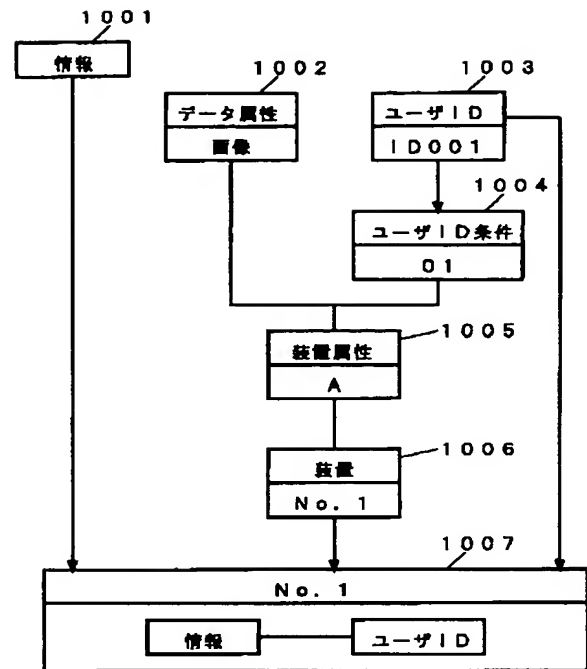 1001
情報
1002
データ属性
画像
1003
ユーザID
ID001
1004
ユーザID条件
01
1005
装置属性
A
1006
装置
No. 1
1007
No. 1
情報
ユーザID